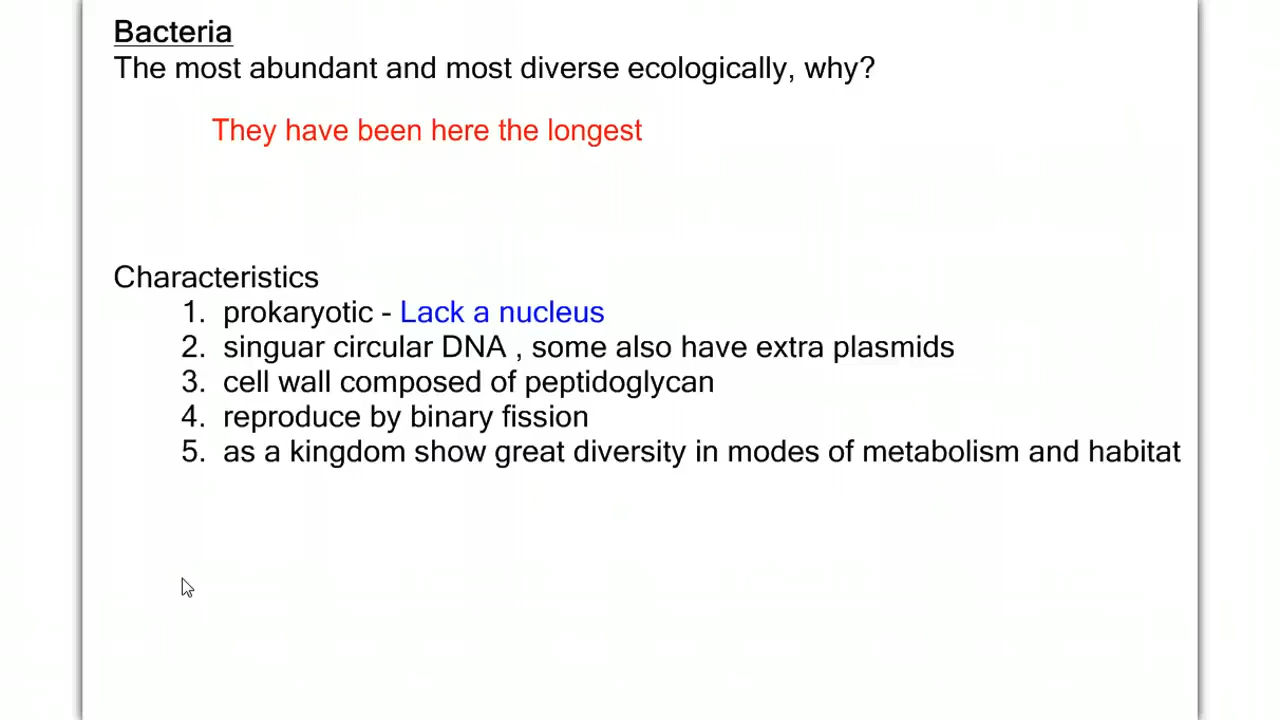 Bacteria
The most abundant and most diverse ecologically, why?
They have been here the longest
Characteristics
1. prokaryotic - Lack a nucleus
2. singuar circular DNA , some also have extra plasmids
3. cell wall composed of peptidoglycan
4. reproduce by binary fission
5. as a kingdom show great diversity in modes of metabolism and habitat